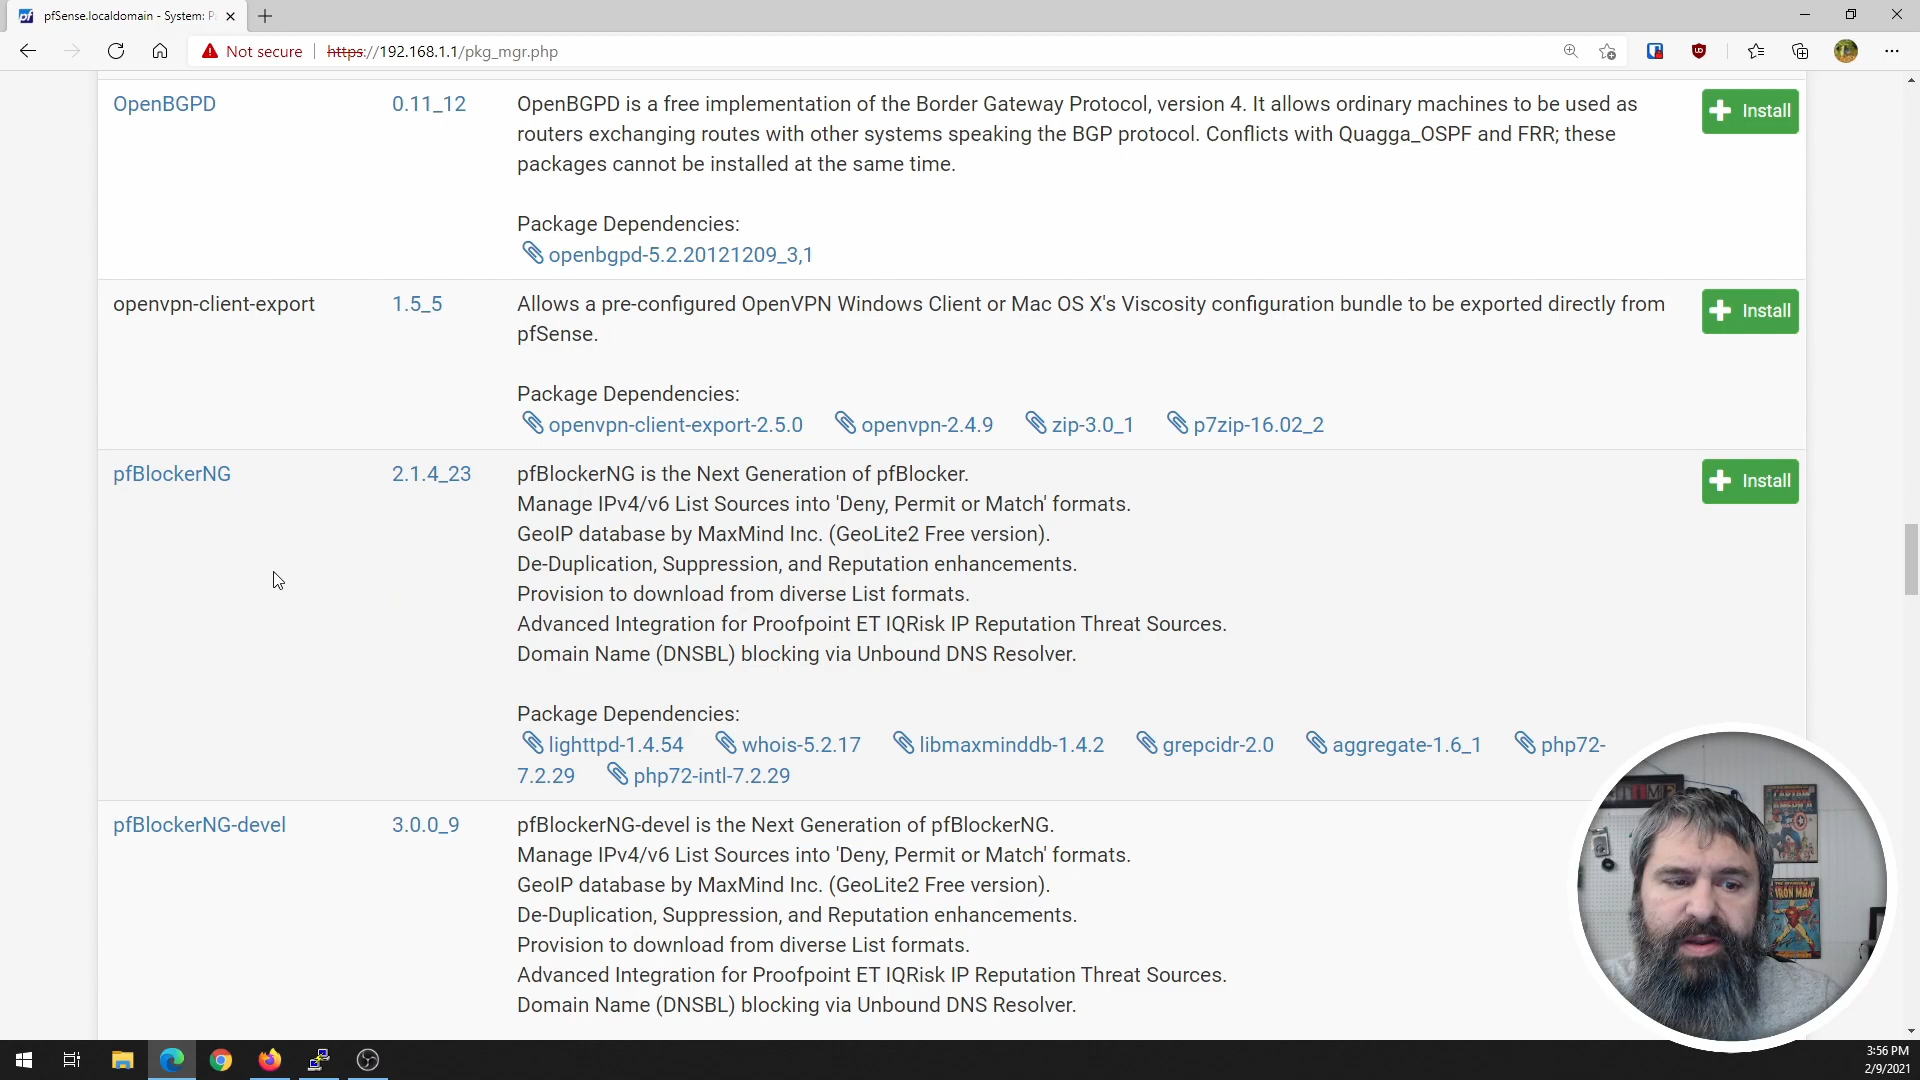 pfSense.localdomain - System: P
Not secure https://192.168.1.1/pkg_mgr.php
OpenBGPD 0.11_12 OpenBGPD is a free implementation of the Border Gateway Protocol, version 4. It allows ordinary machines to be used as Install
routers exchanging routes with other systems speaking the BGP protocol. Conflicts with Quagga_OSPF and FRR; these
packages cannot be installed at the same time.
Package Dependencies:
openbgpd-5.2.20121209_3,1
openvpn-client-export 1.5_5 Allows a pre-configured OpenVPN Windows Client or Mac OS X's Viscosity configuration bundle to be exported directly from Install
pfSense.
Package Dependencies:
openvpn-client-export-2.5.0 openvpn-2.4.9 zip-3.0_1 p7zip-16.02_2
pfBlockerNG 2.1.4_23 pfBlockerNG is the Next Generation of pfBlocker. Install
Manage IPv4/v6 List Sources into 'Deny, Permit or Match' formats.
GeoIP database by MaxMind Inc. (GeoLite2 Free version).
De-Duplication, Suppression, and Reputation enhancements.
Provision to download from diverse List formats.
Advanced Integration for Proofpoint ET IQRisk IP Reputation Threat Sources.
Domain Name (DNSBL) blocking via Unbound DNS Resolver.
Package Dependencies:
lighttpd-1.4.54 whois-5.2.17 libmaxminddb-1.4.2 grepcidr-2.0 aggregate-1.6_1 php72-
7.2.29 php72-intl-7.2.29
pfBlockerNG-devel 3.0.0_9 pfBlockerNG-devel is the Next Generation of pfBlockerNG.
Manage IPv4/v6 List Sources into 'Deny, Permit or Match' formats.
GeoIP database by MaxMind Inc. (GeoLite2 Free version).
De-Duplication, Suppression, and Reputation enhancements.
Provision to download from diverse List formats.
Advanced Integration for Proofpoint ET IQRisk IP Reputation Threat Sources.
Domain Name (DNSBL) blocking via Unbound DNS Resolver.
CAPTAIN
AMERICA
IRON MAN
3:56 PM
2/9/2021